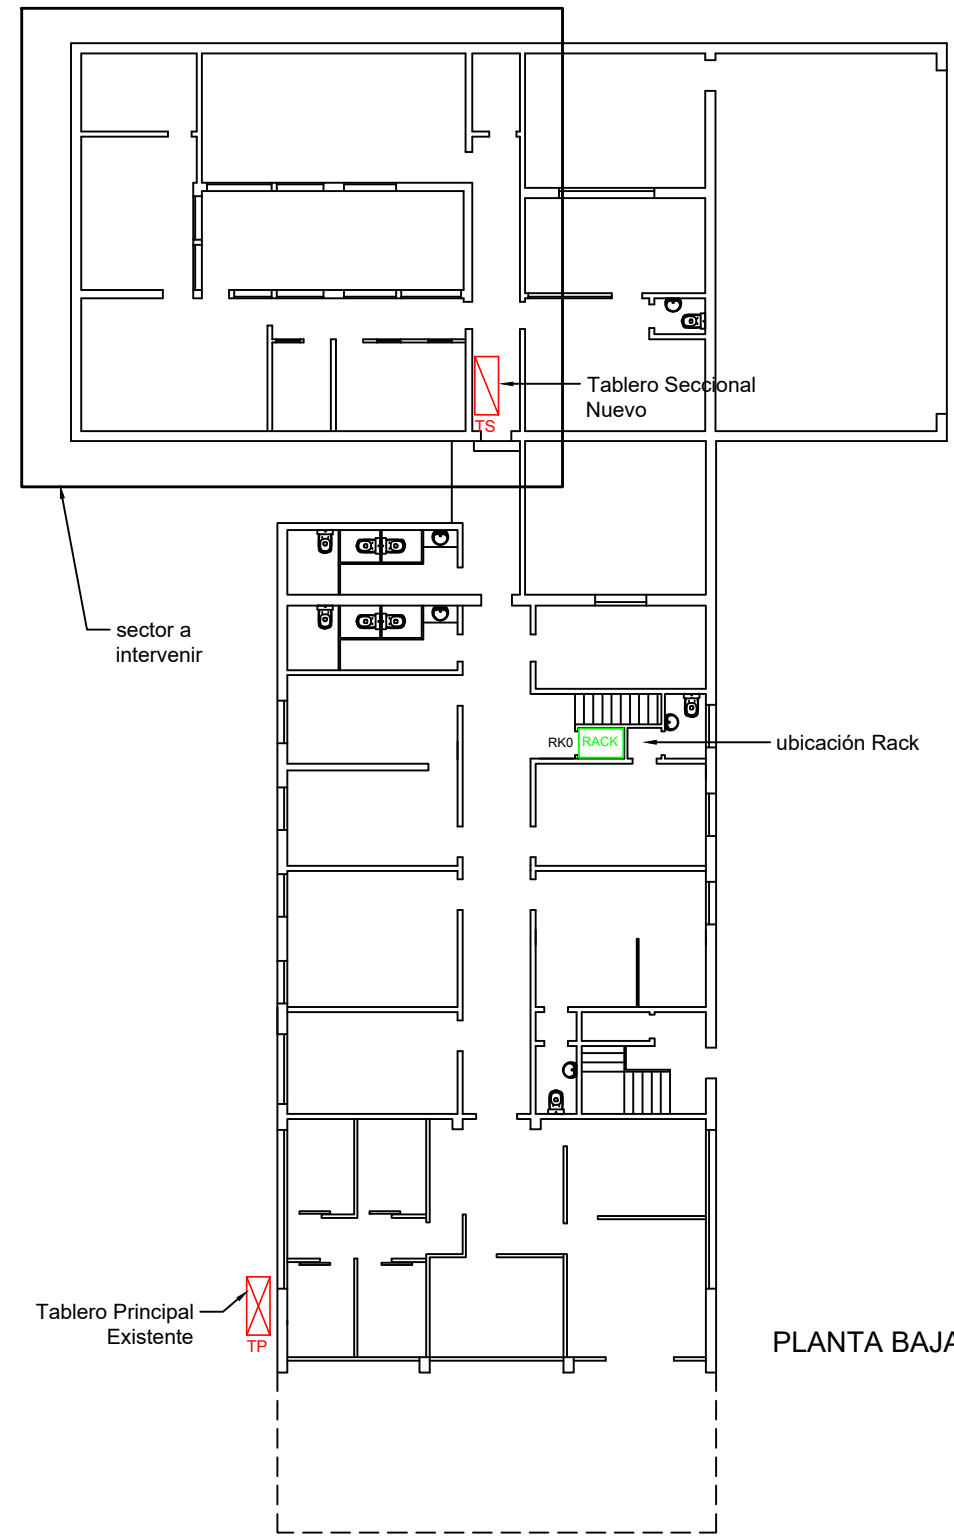 Tablero Seccional
Nuevo
TS
sector a
intervenir
RK0
RACK
ubicación Rack
Tablero Principal
Existente
TP
PLANTA BAJA